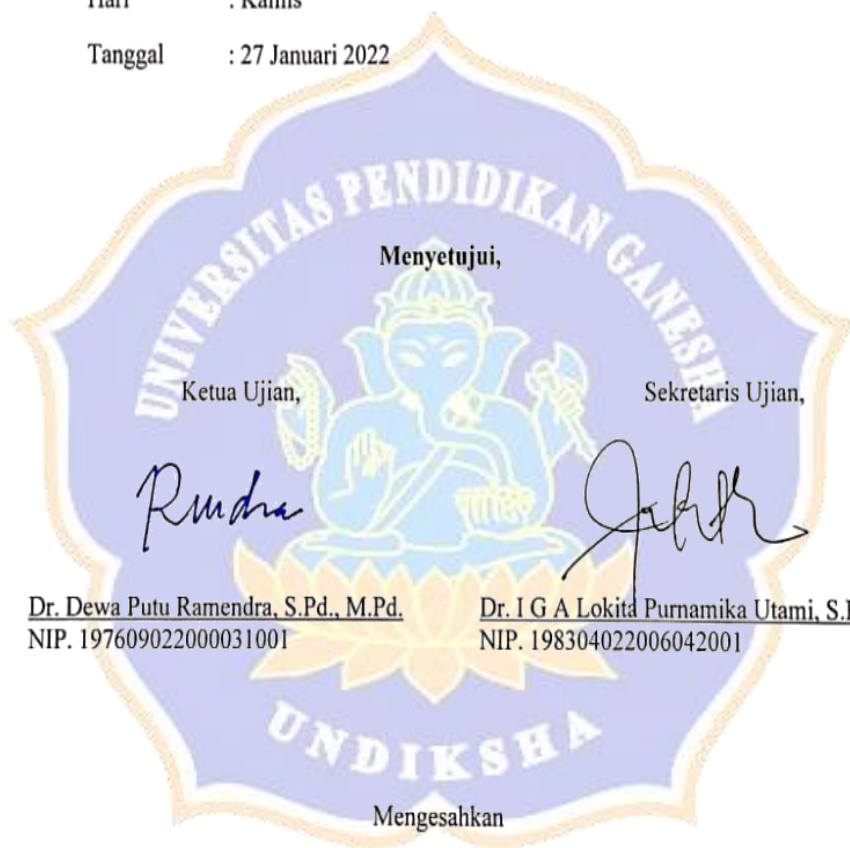 Hari : Kamis
Tanggal : 27 Januari 2022
UNIVERSITAS PENDIDIKAN GANESHA
Menyetujui,
Ketua Ujian, Sekretaris Ujian,
Dr. Dewa Putu Ramendra, S.Pd., M.Pd. Dr. I G A Lokita Purnamika Utami, S.
NIP. 197609022000031001 NIP. 198304022006042001
UNDIKSHA
Mengesahkan